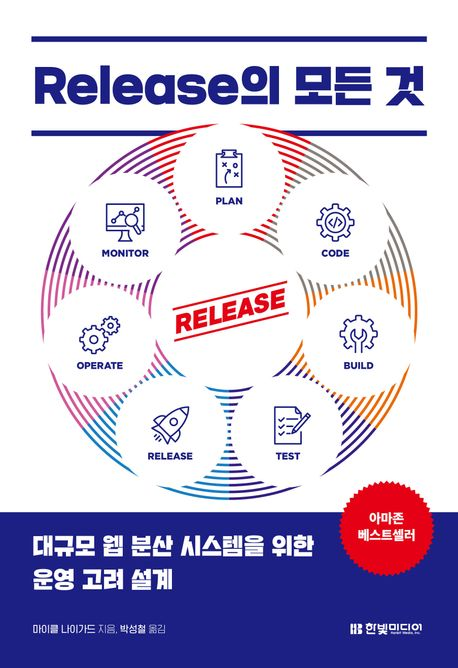 Release의 모든 것
PLAN
MONITOR
CODE
RELEASE
OPERATE
BUILD
RELEASE
TEST
아마존
베스트셀러
대규모 웹 분산 시스템을 위한
운영 고려 설계
마이클 나이가드 지음, 박성철 옮김
한빛미디어
Hanbit Media, Inc.